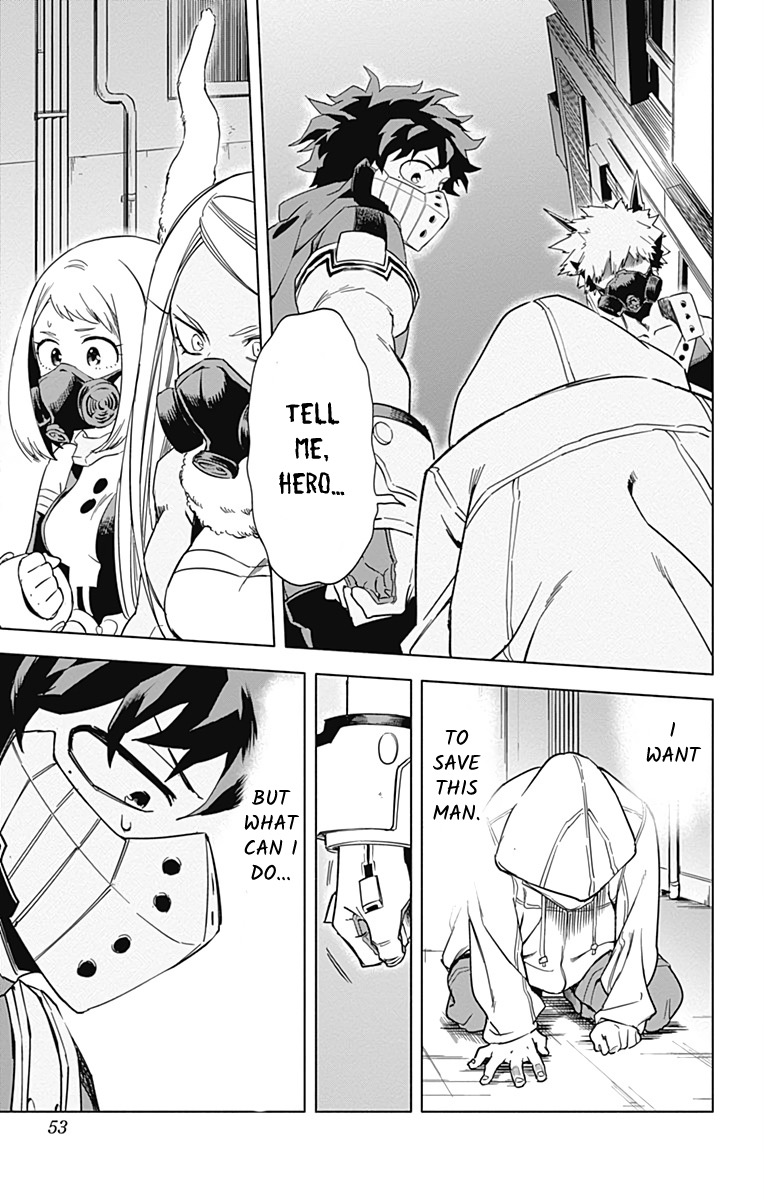 TELL
ME,
HERO...
I
WANT
TO
SAVE
THIS
MAN.
BUT
WHAT
CAN I
DO...
53